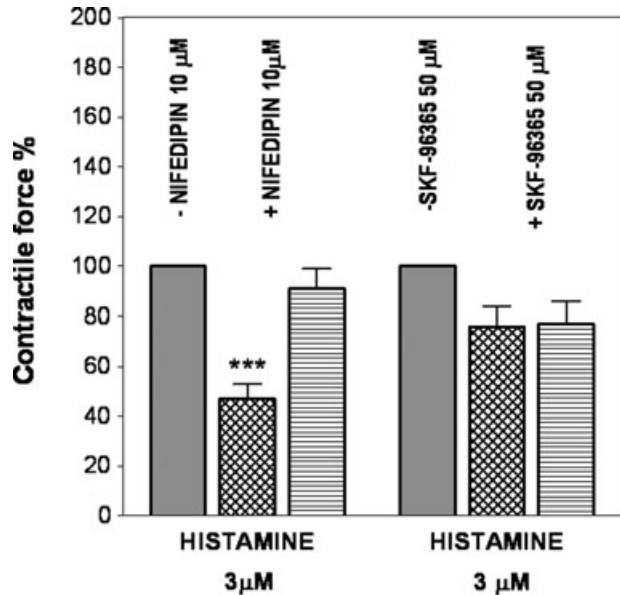 Contractile force %
200
180
160
140
120
100
80
60
40
20
0
- NIFEDIPIN 10 µM
+ NIFEDIPIN 10µM
-SKF-96365 50 µM
+ SKF-96365 50 µM
***
HISTAMINE
3µM
HISTAMINE
3 µM